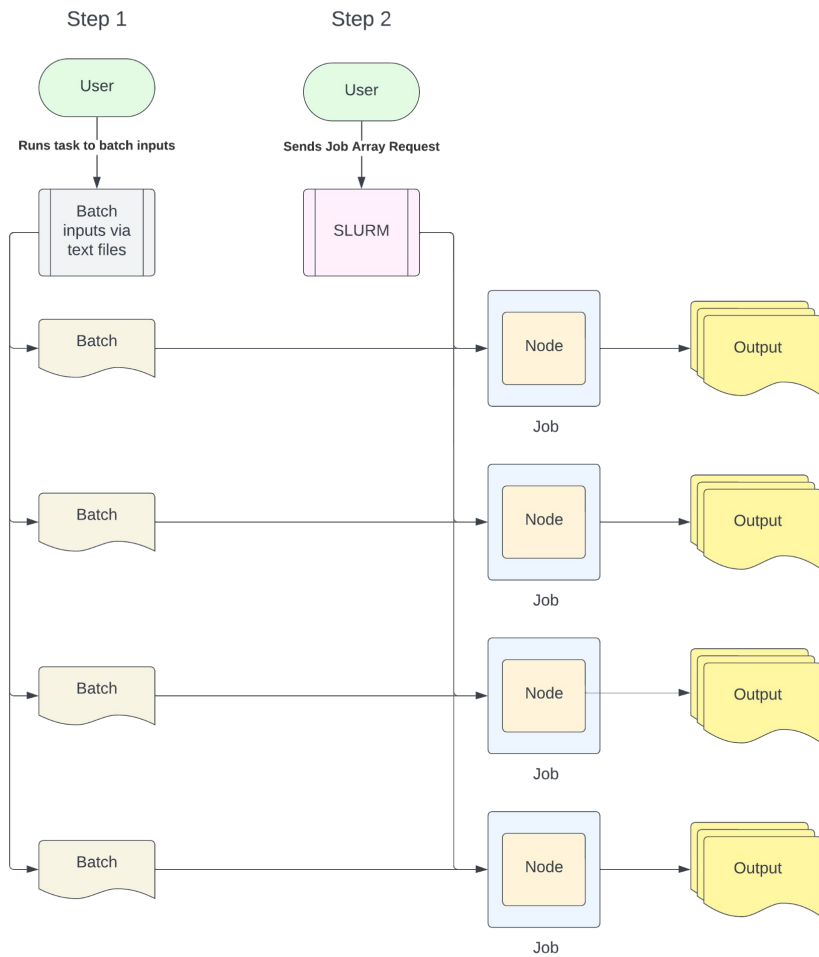 Step 1
Step 2
User
User
Runs task to batch inputs
Sends Job Array Request
Batch
inputs via
text files
SLURM
Batch
Node
Output
Job
Batch
Node
Output
Job
Batch
Node
Output
Job
Batch
Node
Output
Job